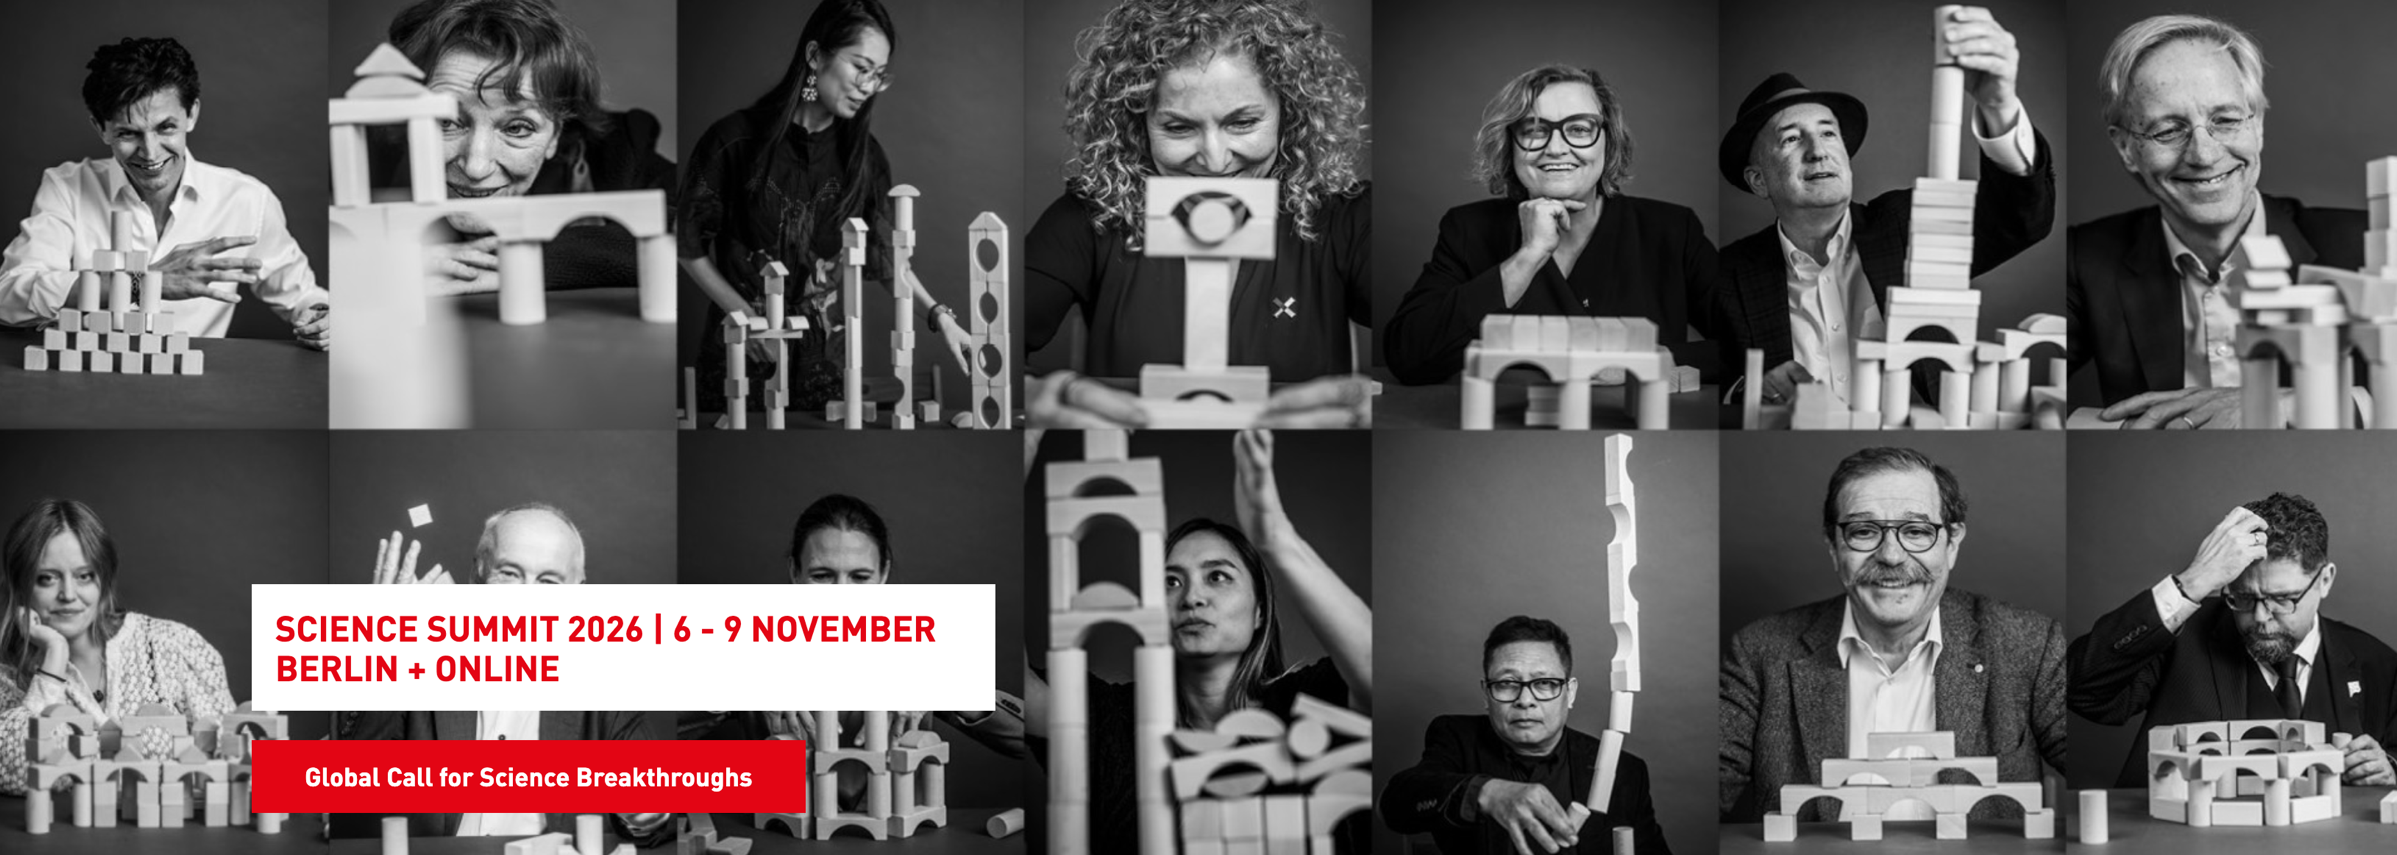 SCIENCE SUMMIT 2026 | 6 - 9 NOVEMBER
BERLIN + ONLINE
Global Call for Science Breakthroughs